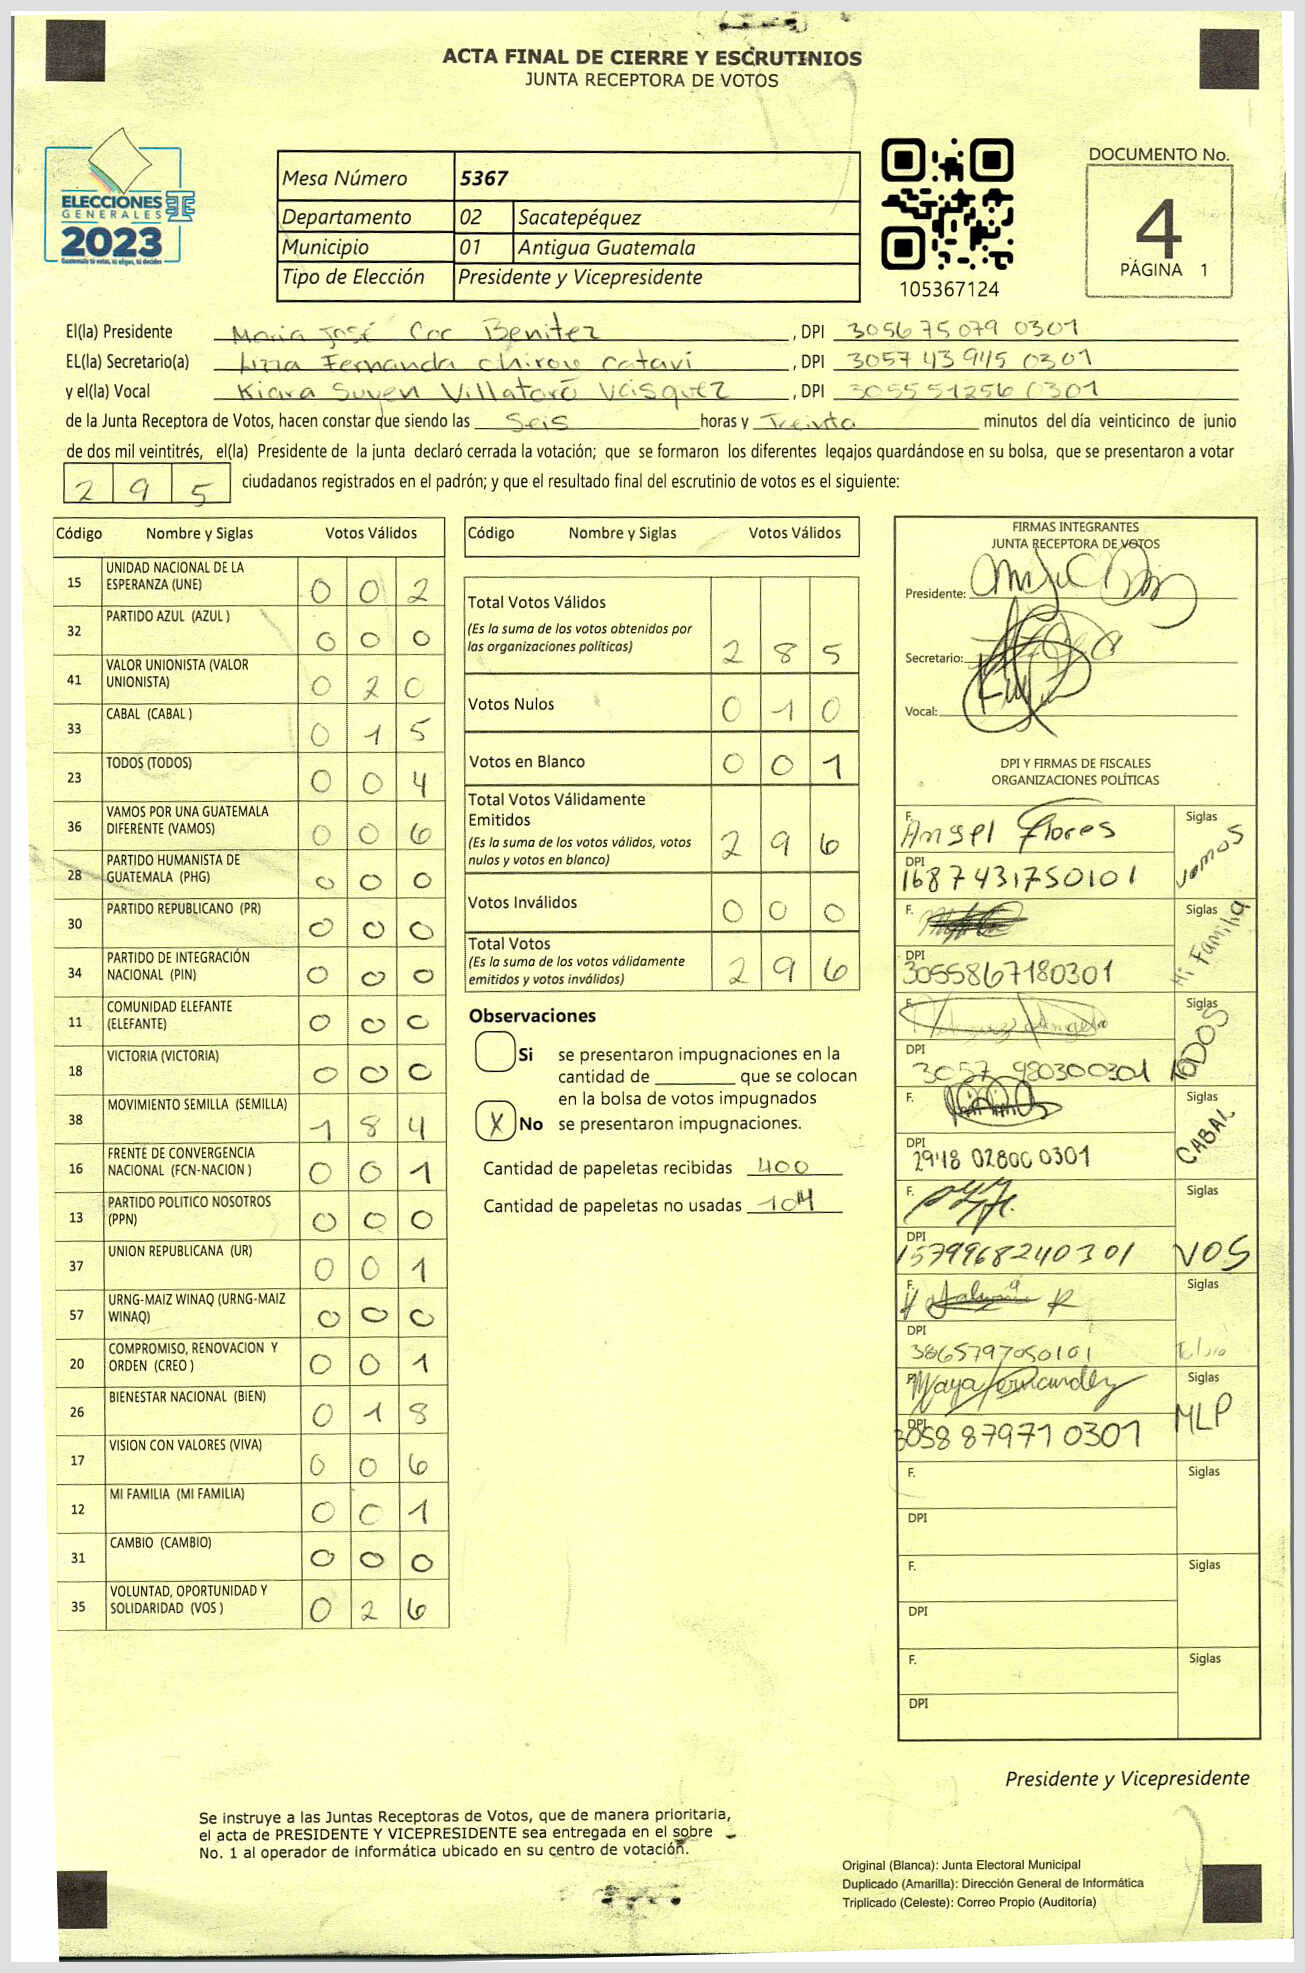 ACTA FINAL DE CIERRE Y ESCRUTINIOS
JUNTA RECEPTORA DE VOTOS
ELECCIONES
GENERALES
2023
Guatemala tú votas, tú eliges, tú decides
Mesa Número 5367
Departamento 02 Sacatepéquez
Municipio 01 Antigua Guatemala
Tipo de Elección Presidente y Vicepresidente
105367124
DOCUMENTO No.
4
PÁGINA 1
El(la) Presidente Maria José Coc Benitez, DPI 305675079 0301
EL(la) Secretario(a) Lizza Fernanda Chiroy Cataví, DPI 3057 43 945 0301
y el(la) Vocal Kiara Suyen Villatoro Vásquez, DPI 305551256 0301
de la Junta Receptora de Votos, hacen constar que siendo las Seis horas y Treinta minutos del día veinticinco de junio
de dos mil veintitrés, el(la) Presidente de la junta declaró cerrada la votación; que se formaron los diferentes legajos guardándose en su bolsa, que se presentaron a votar
2 9 5 ciudadanos registrados en el padrón; y que el resultado final del escrutinio de votos es el siguiente:
Código Nombre y Siglas Votos Válidos
15 UNIDAD NACIONAL DE LA ESPERANZA (UNE) 0 0 2
32 PARTIDO AZUL (AZUL ) 0 0 0
41 VALOR UNIONISTA (VALOR UNIONISTA) 0 2 0
33 CABAL (CABAL ) 0 1 5
23 TODOS (TODOS) 0 0 4
36 VAMOS POR UNA GUATEMALA DIFERENTE (VAMOS) 0 0 6
28 PARTIDO HUMANISTA DE GUATEMALA (PHG) 0 0 0
30 PARTIDO REPUBLICANO (PR) 0 0 0
34 PARTIDO DE INTEGRACIÓN NACIONAL (PIN) 0 0 0
11 COMUNIDAD ELEFANTE (ELEFANTE) 0 0 0
18 VICTORIA (VICTORIA) 0 0 0
38 MOVIMIENTO SEMILLA (SEMILLA) 1 8 4
16 FRENTE DE CONVERGENCIA NACIONAL (FCN-NACION ) 0 0 1
13 PARTIDO POLITICO NOSOTROS (PPN) 0 0 0
37 UNION REPUBLICANA (UR) 0 0 1
57 URNG-MAIZ WINAQ (URNG-MAIZ WINAQ) 0 0 0
20 COMPROMISO, RENOVACION Y ORDEN (CREO ) 0 0 1
26 BIENESTAR NACIONAL (BIEN) 0 1 8
17 VISION CON VALORES (VIVA) 0 0 6
12 MI FAMILIA (MI FAMILIA) 0 0 1
31 CAMBIO (CAMBIO) 0 0 0
35 VOLUNTAD, OPORTUNIDAD Y SOLIDARIDAD (VOS ) 0 2 6
Código Nombre y Siglas Votos Válidos
Total Votos Válidos
(Es la suma de los votos obtenidos por
las organizaciones políticas) 2 8 5
Votos Nulos 0 1 0
Votos en Blanco 0 0 1
Total Votos Válidamente
Emitidos
(Es la suma de los votos válidos, votos
nulos y votos en blanco) 2 9 6
Votos Inválidos 0 0 0
Total Votos
(Es la suma de los votos válidamente
emitidos y votos inválidos) 2 9 6
Observaciones
Si se presentaron impugnaciones en la
cantidad de ________ que se colocan
en la bolsa de votos impugnados
X No se presentaron impugnaciones.
Cantidad de papeletas recibidas 400
Cantidad de papeletas no usadas 104
FIRMAS INTEGRANTES
JUNTA RECEPTORA DE VOTOS
Presidente:
Secretario:
Vocal:
DPI Y FIRMAS DE FISCALES
ORGANIZACIONES POLÍTICAS
F. Angel Flores Siglas Vamos
DPI 1687431750101
F. Siglas Mi Familia
DPI 3055867180301
F. Siglas TODOS
DPI 3057 980300301
F. Siglas CABAL
DPI 2948 02800 0301
F. Siglas VOS
DPI 1579968240301
F. Siglas
DPI 3865797050101
F. Maya Fernandez Siglas MLP
DPI 3058 87971 0301
F. Siglas
DPI
F. Siglas
DPI
F. Siglas
DPI
Presidente y Vicepresidente
Se instruye a las Juntas Receptoras de Votos, que de manera prioritaria,
el acta de PRESIDENTE Y VICEPRESIDENTE sea entregada en el sobre
No. 1 al operador de informática ubicado en su centro de votación.
Original (Blanca): Junta Electoral Municipal
Duplicado (Amarilla): Dirección General de Informática
Triplicado (Celeste): Correo Propio (Auditoría)